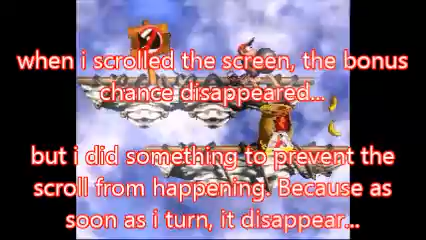 when i scrolled the screen, the bonus
chance disappeared...
but i did something to prevent the
scroll from happening. Because as
soon as i turn, it disappear...